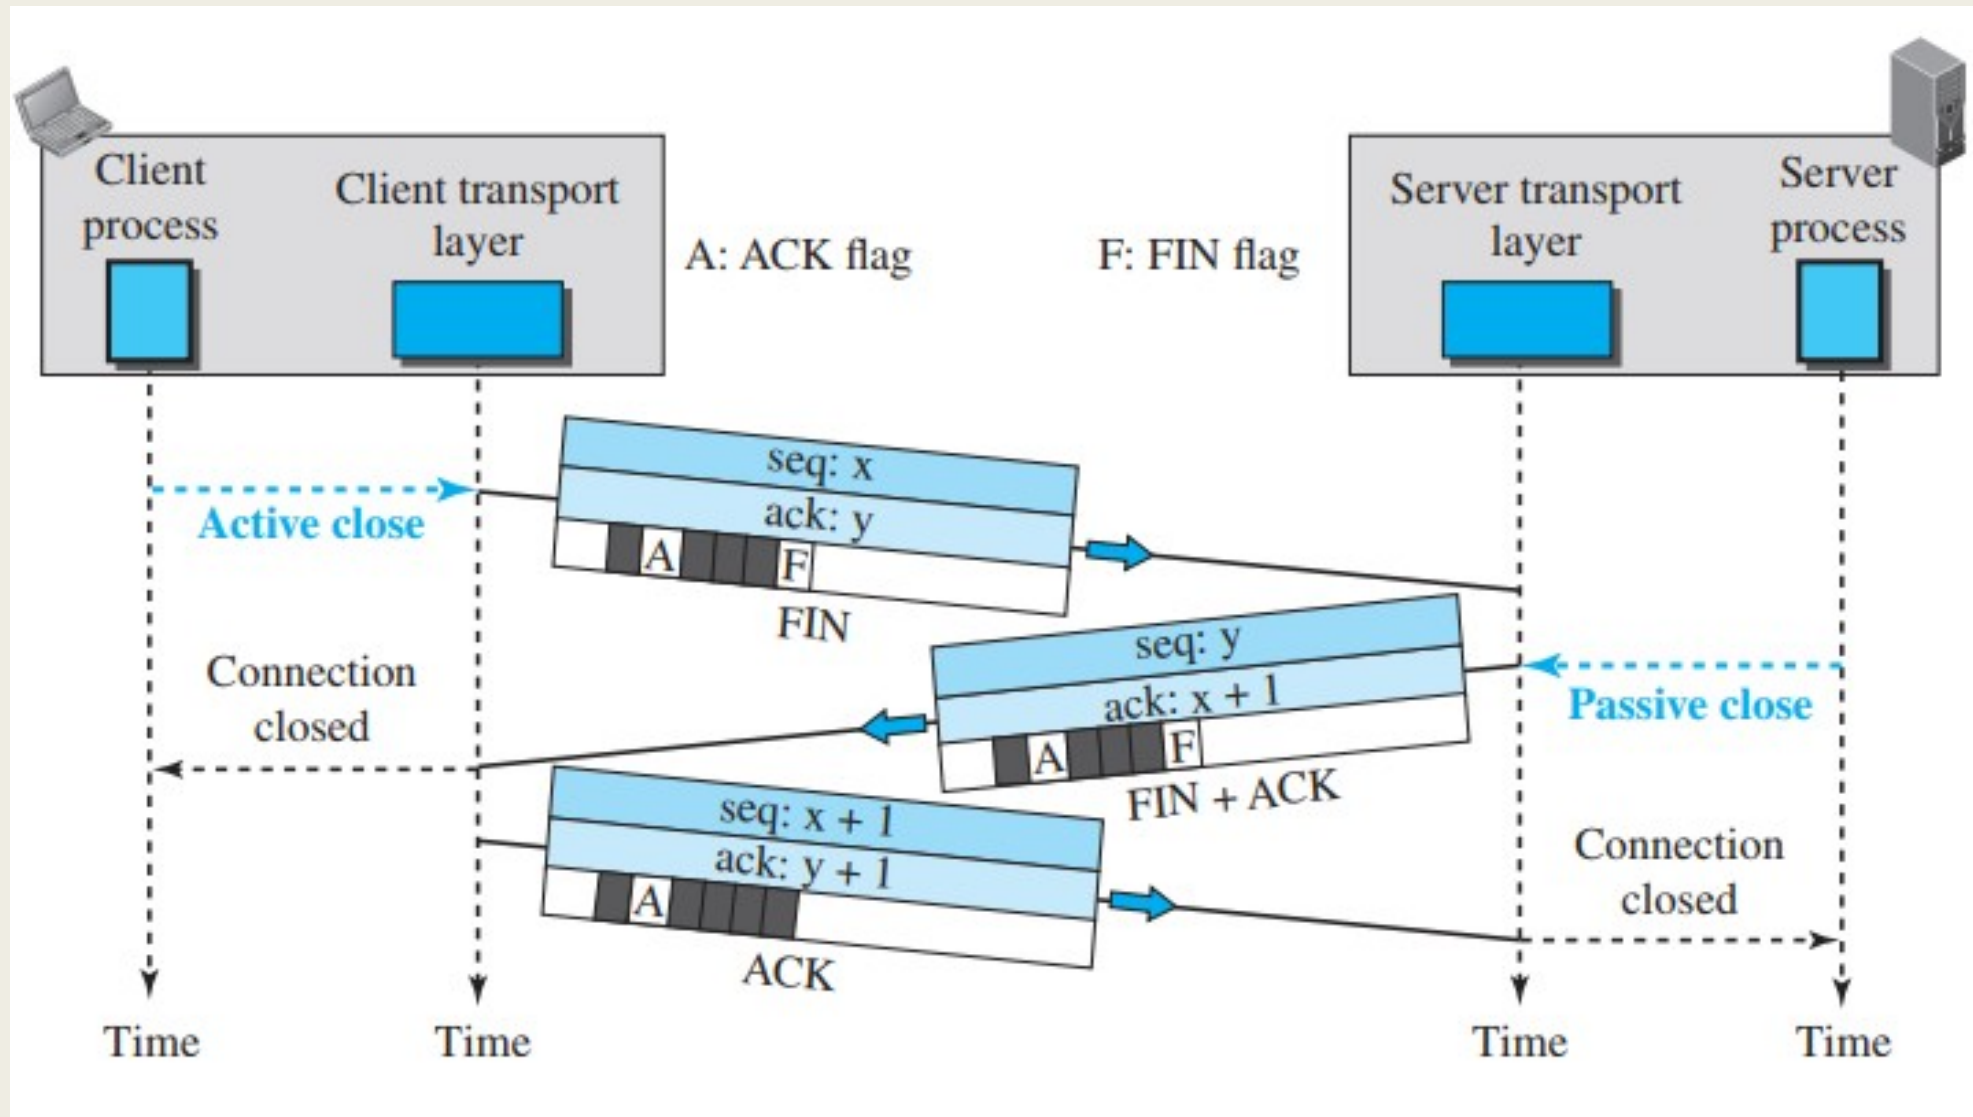 Client
process
Client transport
layer
A: ACK flag
F: FIN flag
Server transport
layer
Server
process
seq: x
ack: y
A
F
FIN
Active close
seq: y
ack: x + 1
A
F
FIN + ACK
Passive close
Connection
closed
seq: x + 1
ack: y + 1
A
ACK
Connection
closed
Time
Time
Time
Time